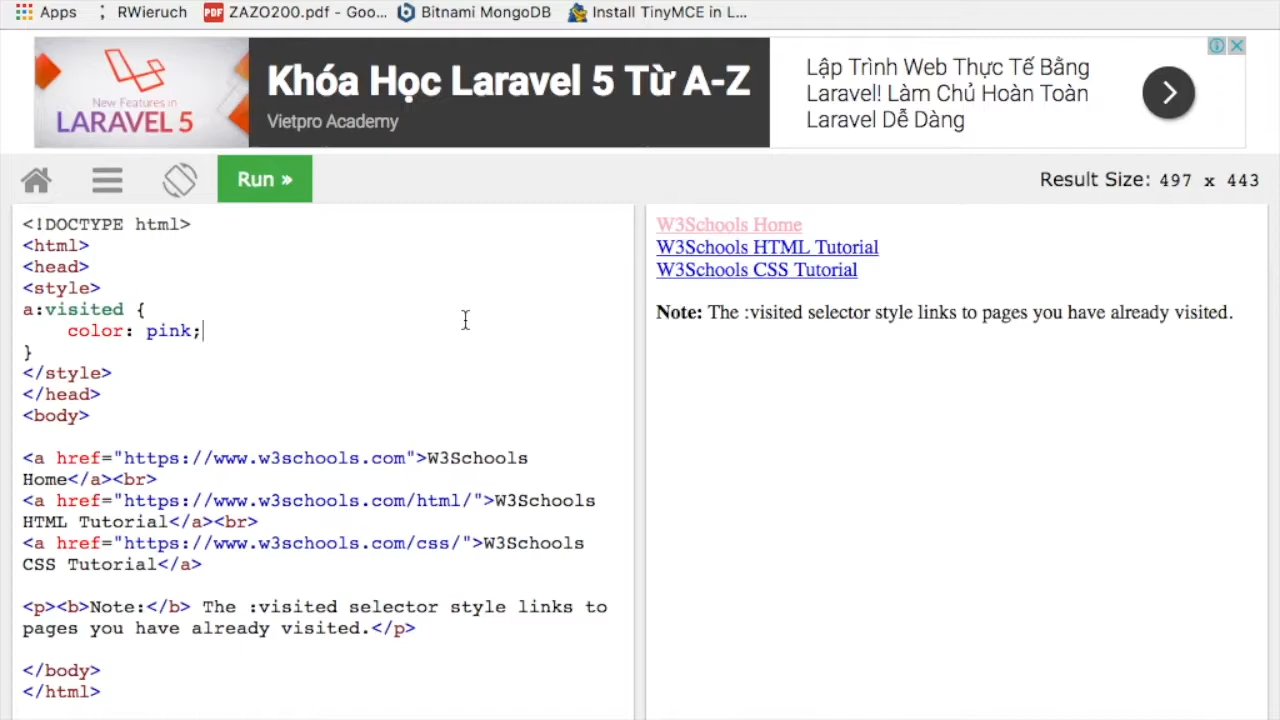 Apps
RWieruch
PDF
ZAZO200.pdf - Goo...
Bitnami MongoDB
Install TinyMCE in L...
New Features in
LARAVEL 5
Khóa Học Laravel 5 Từ A-Z
Vietpro Academy
Lập Trình Web Thực Tế Bằng
Laravel! Làm Chủ Hoàn Toàn
Laravel Dễ Dàng
Run »
Result Size: 497 x 443
<!DOCTYPE html>
<html>
<head>
<style>
a:visited {
    color: pink;
}
</style>
</head>
<body>
<a href="https://www.w3schools.com">W3Schools
Home</a><br>
<a href="https://www.w3schools.com/html/">W3Schools
HTML Tutorial</a><br>
<a href="https://www.w3schools.com/css/">W3Schools
CSS Tutorial</a>
<p><b>Note:</b> The :visited selector style links to
pages you have already visited.</p>
</body>
</html>
W3Schools Home
W3Schools HTML Tutorial
W3Schools CSS Tutorial
Note: The :visited selector style links to pages you have already visited.